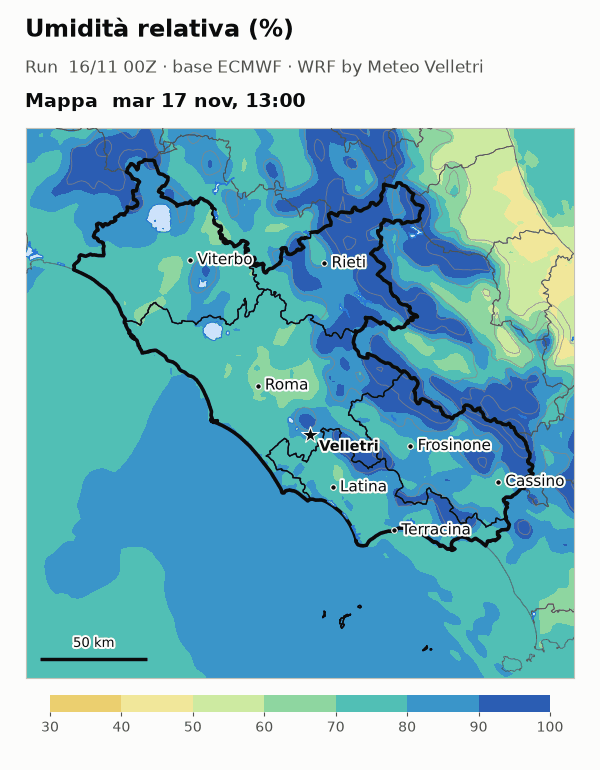 Umidità relativa (%)
Run 16/11 00Z · base ECMWF · WRF by Meteo Velletri
Mappa mar 17 nov, 13:00
Viterbo
Rieti
Roma
Velletri
Frosinone
Cassino
Latina
Terracina
50 km
30 40 50 60 70 80 90 100